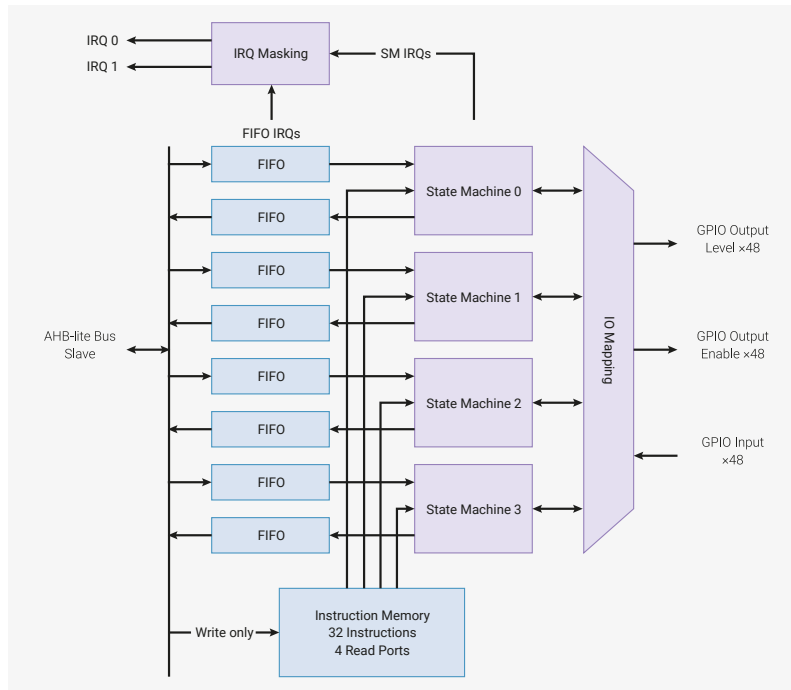 IRQ 0
IRQ 1
IRQ Masking
SM IRQs
FIFO IRQs
FIFO
FIFO
FIFO
FIFO
FIFO
FIFO
FIFO
FIFO
State Machine 0
State Machine 1
State Machine 2
State Machine 3
IO Mapping
GPIO Output
Level ×48
GPIO Output
Enable ×48
GPIO Input
×48
AHB-lite Bus
Slave
Write only
Instruction Memory
32 Instructions
4 Read Ports